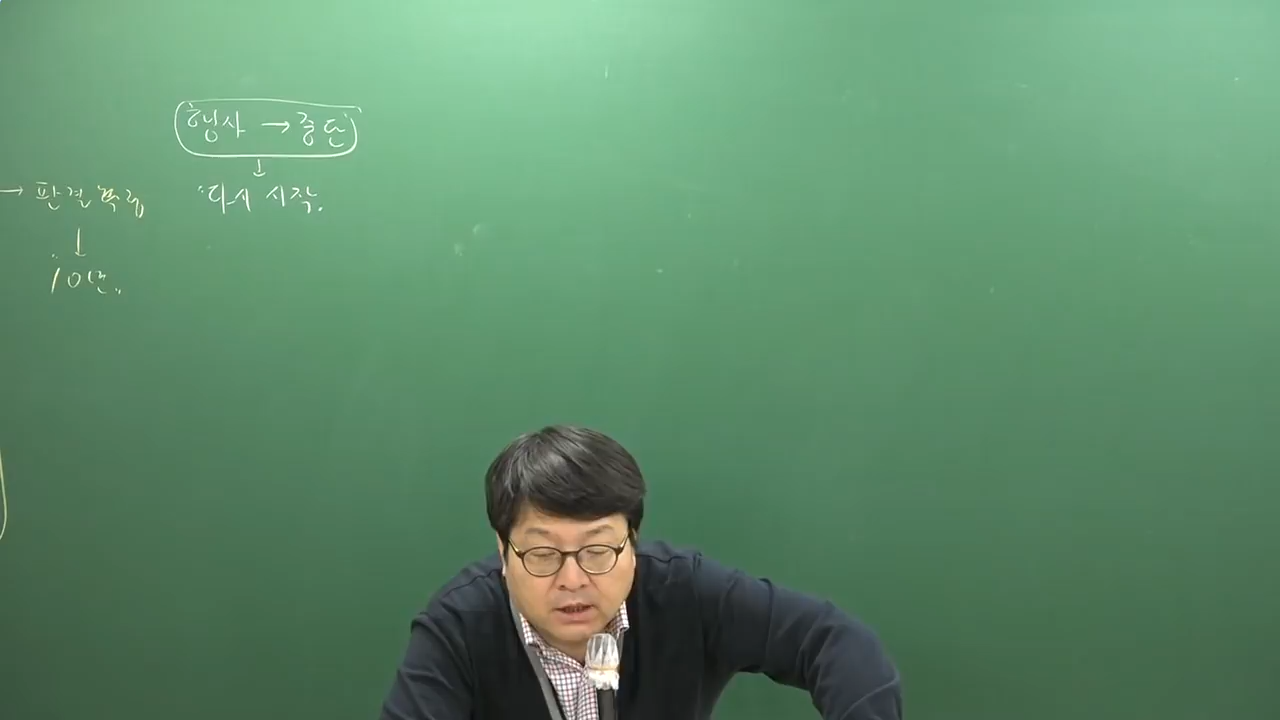 행사 → 중단
↓
다시 시작.
→ 판결확정
↓
10년.